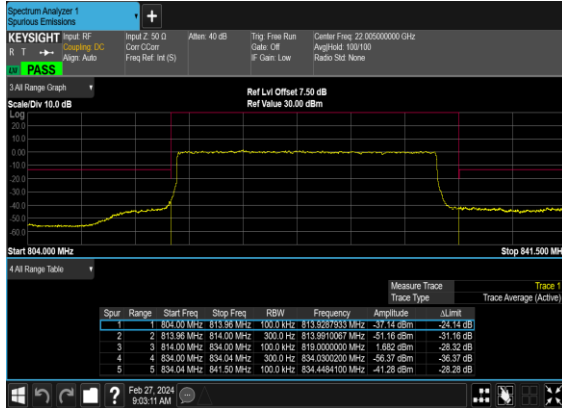 Spectrum Analyzer 1
Spurious Emissions
+
KEYSIGHT Input: RF Input Z: 50 Ω Atten: 40 dB Trig: Free Run Center Freq: 22.005000000 GHz
R T Coupling: DC Corr CCorr Gate: Off Avg|Hold: 100/100
Align: Auto Freq Ref: Int (S) IF Gain: Low Radio Std: None
PASS
3 All Range Graph
Ref Lvl Offset 7.50 dB
Scale/Div 10.0 dB Ref Value 30.00 dBm
Log
20.0
10.0
0.00
-10.0
-20.0
-30.0
-40.0
-50.0
-60.0
Start 804.000 MHz Stop 841.500 MH
4 All Range Table
Measure Trace Trace 1
Trace Type Trace Average (Active)
Spur Range Start Freq Stop Freq RBW Frequency Amplitude ΔLimit
1 1 804.00 MHz 813.96 MHz 100.0 kHz 813.9287933 MHz -37.14 dBm -24.14 dB
2 2 813.96 MHz 814.00 MHz 300.0 Hz 813.9910067 MHz -51.16 dBm -31.16 dB
3 3 814.00 MHz 834.00 MHz 100.0 kHz 819.0000000 MHz 1.682 dBm -28.32 dB
4 4 834.00 MHz 834.04 MHz 300.0 Hz 834.0300200 MHz -56.37 dBm -36.37 dB
5 5 834.04 MHz 841.50 MHz 100.0 kHz 834.4484100 MHz -41.28 dBm -28.28 dB
? Feb 27, 2024
9:03:11 AM